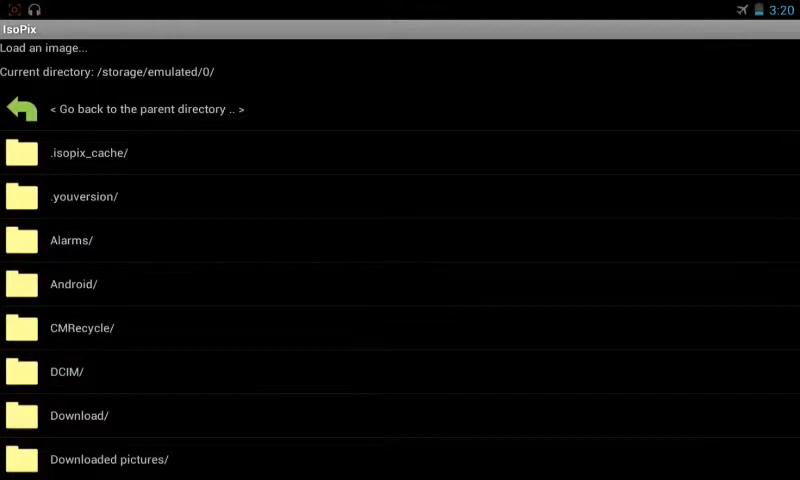 3:20
IsoPix
Load an image...
Current directory: /storage/emulated/0/
< Go back to the parent directory .. >
.isopix_cache/
.youversion/
Alarms/
Android/
CMRecycle/
DCIM/
Download/
Downloaded pictures/